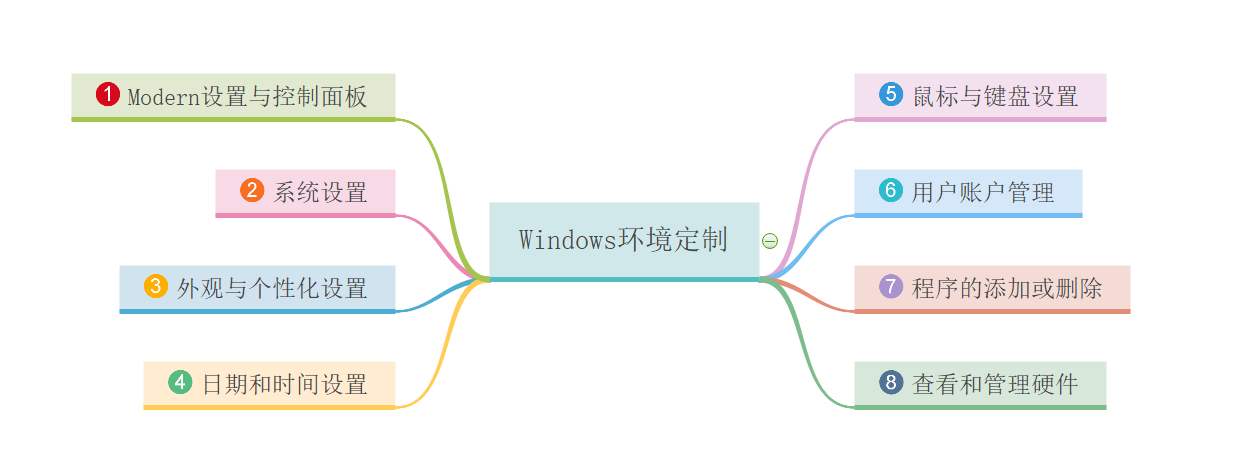 Windows环境定制
1 Modern设置与控制面板
2 系统设置
3 外观与个性化设置
4 日期和时间设置
5 鼠标与键盘设置
6 用户账户管理
7 程序的添加或删除
8 查看和管理硬件